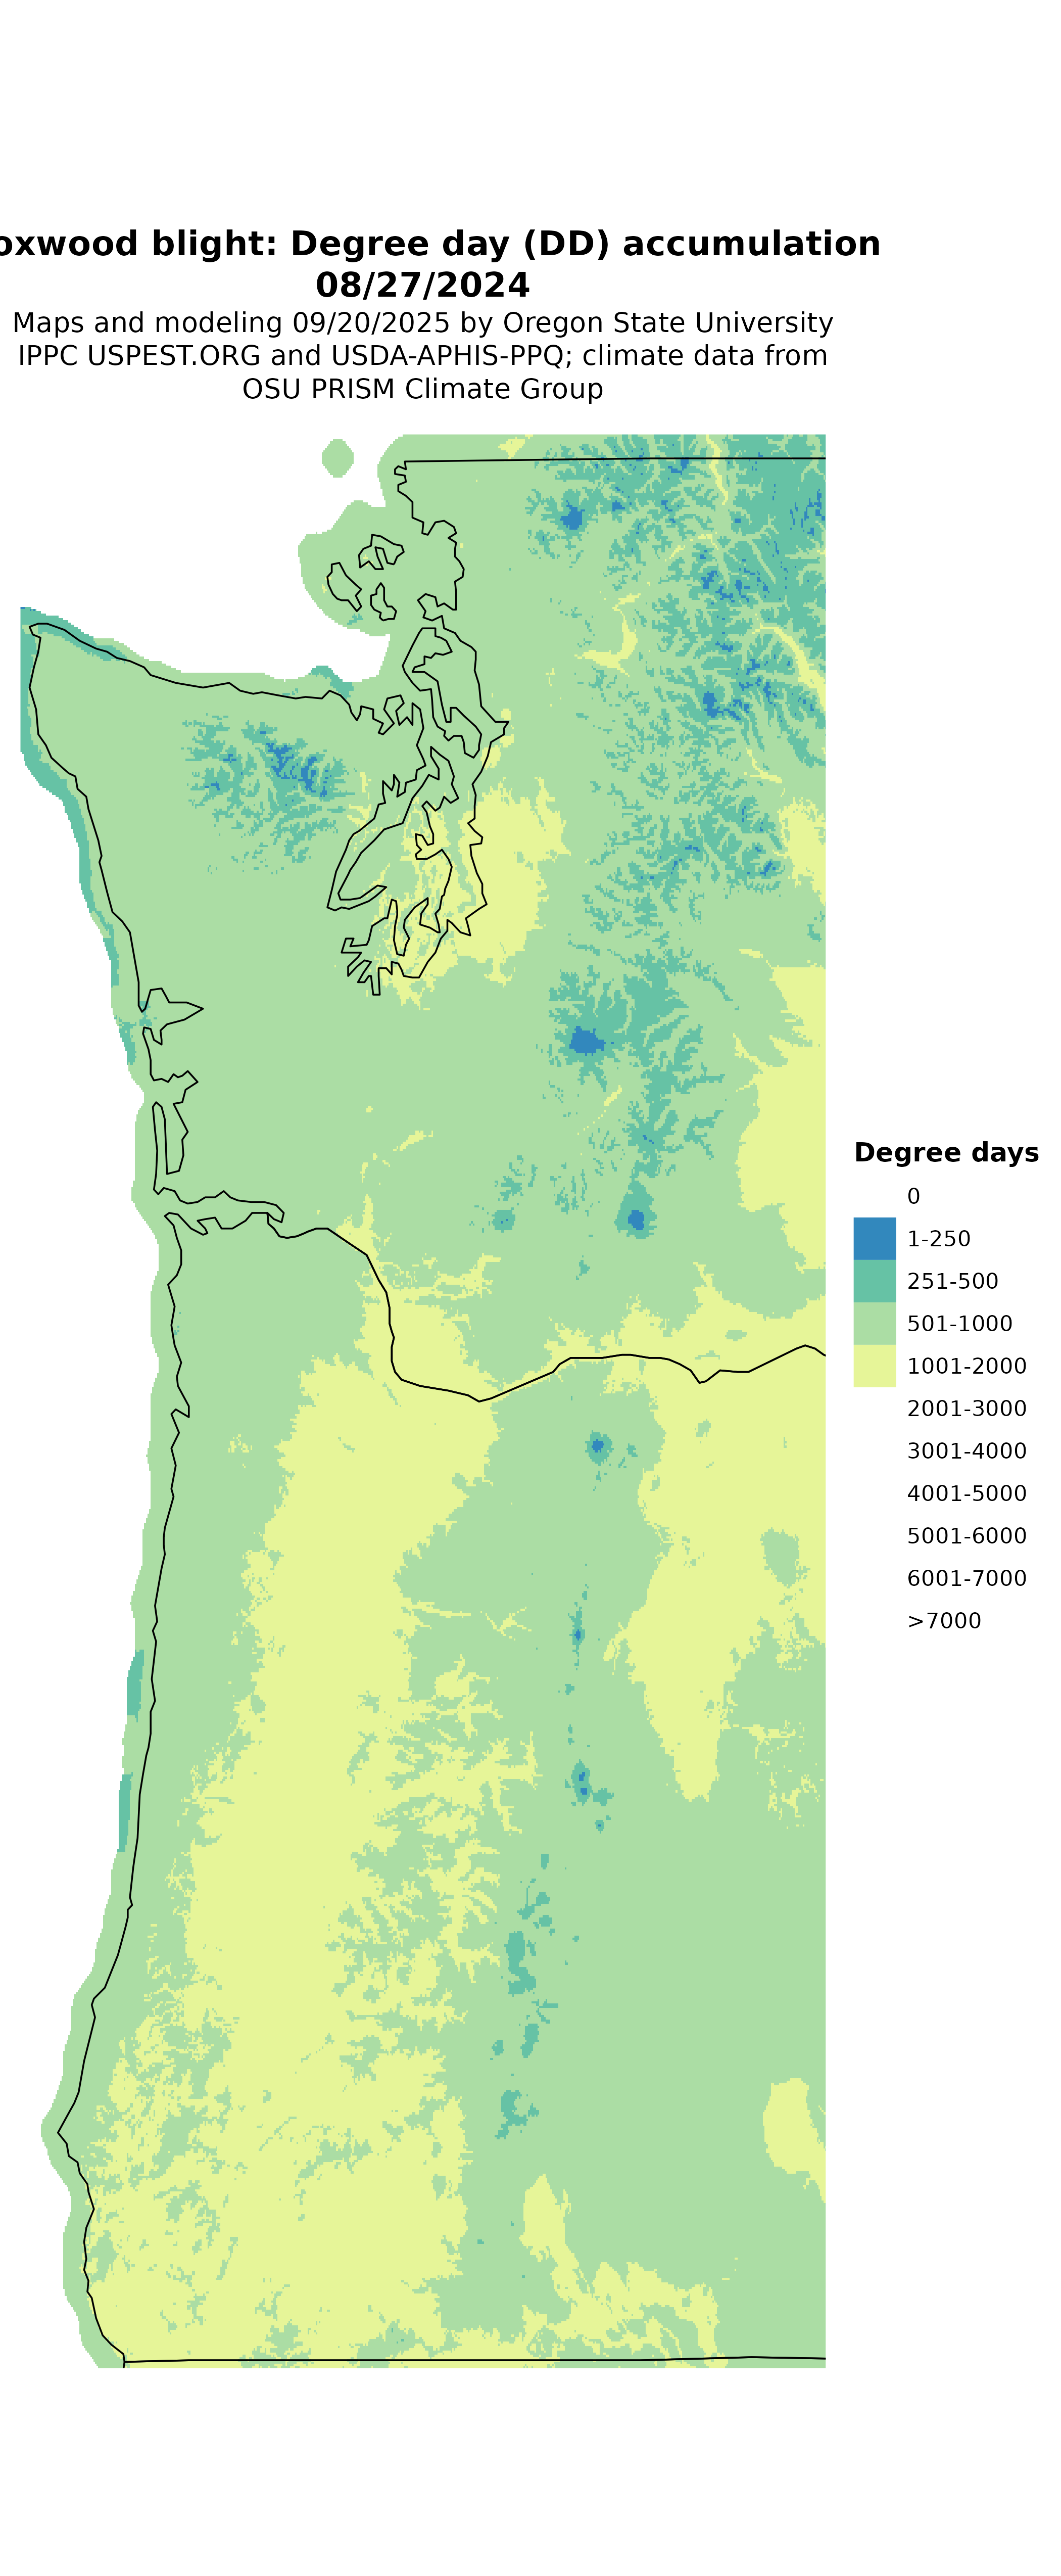 oxwood blight: Degree day (DD) accumulation
08/27/2024
Maps and modeling 09/20/2025 by Oregon State University
IPPC USPEST.ORG and USDA-APHIS-PPQ; climate data from
OSU PRISM Climate Group
Degree days
0
1-250
251-500
501-1000
1001-2000
2001-3000
3001-4000
4001-5000
5001-6000
6001-7000
>7000